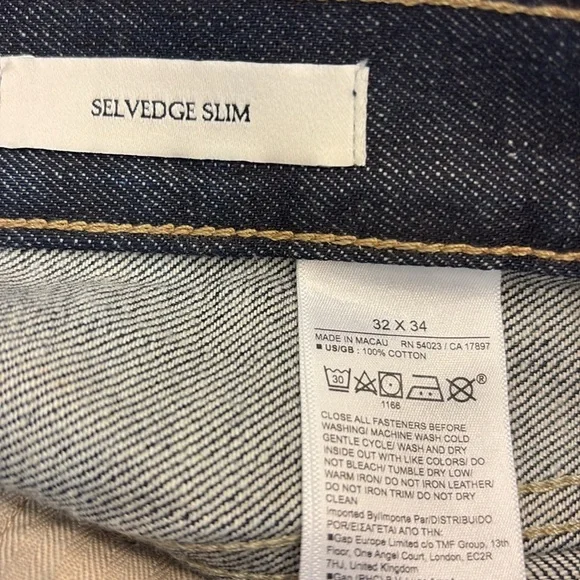 SELVEDGE SLIM
32 X 34
MADE IN MACAU RN 54023 / CA 17897
■ US/GB : 100% COTTON
30
®
1166
CLOSE ALL FASTENERS BEFORE
WASHING/ MACHINE WASH COLD
GENTLE CYCLE/ WASH AND DRY
INSIDE OUT WITH LIKE COLORS/ DO
NOT BLEACH/ TUMBLE DRY LOW/
WARM IRON/ DO NOT IRON LEATHER/
DO NOT IRON TRIM/ DO NOT DRY
CLEAN
Imported By/Importe Par/DISTRIBUÍDO
POR/ΕΙΣΑΓΕΤΑΙ ΑΠΟ ΤΗΝ:
■Gap Europe Limited c/o TMF Group, 13th
Floor, One Angel Court, London, EC2R
7HJ, United Kingdom
■Gap (RHC) B.V.